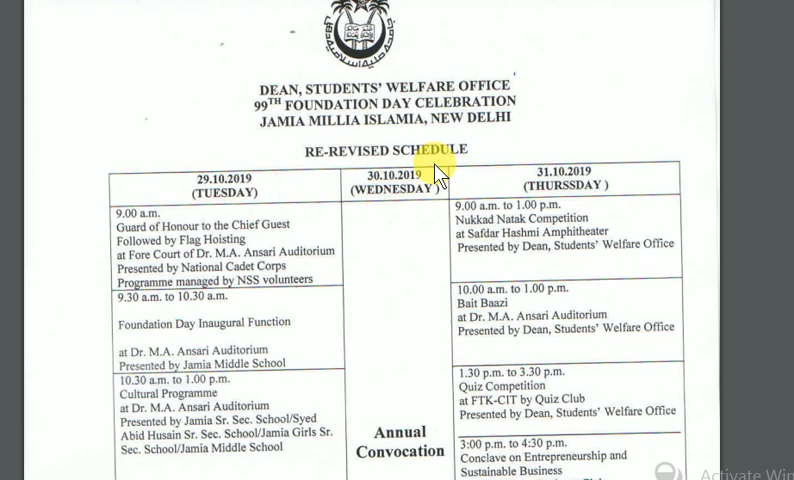 DEAN, STUDENTS' WELFARE OFFICE
99TH FOUNDATION DAY CELEBRATION
JAMIA MILLIA ISLAMIA, NEW DELHI
RE-REVISED SCHEDULE
29.10.2019
(TUESDAY)
30.10.2019
(WEDNESDAY )
31.10.2019
(THURSSDAY )
9.00 a.m.
Guard of Honour to the Chief Guest
Followed by Flag Hoisting
at Fore Court of Dr. M.A. Ansari Auditorium
Presented by National Cadet Corps
Programme managed by NSS volunteers
9.30 a.m. to 10.30 a.m.
Foundation Day Inaugural Function
at Dr. M.A. Ansari Auditorium
Presented by Jamia Middle School
10.30 a.m. to 1.00 p.m.
Cultural Programme
at Dr. M.A. Ansari Auditorium
Presented by Jamia Sr. Sec. School/Syed
Abid Husain Sr. Sec. School/Jamia Girls Sr.
Sec. School/Jamia Middle School
Annual
Convocation
9.00 a.m. to 1.00 p.m.
Nukkad Natak Competition
at Safdar Hashmi Amphitheater
Presented by Dean, Students' Welfare Office
10.00 a.m. to 1.00 p.m.
Bait Baazi
at Dr. M.A. Ansari Auditorium
Presented by Dean, Students' Welfare Office
1.30 p.m. to 3.30 p.m.
Quiz Competition
at FTK-CIT by Quiz Club
Presented by Dean, Students' Welfare Office
3:00 p.m. to 4:30 p.m.
Conclave on Entrepreneurship and
Sustainable Business
Activate Win